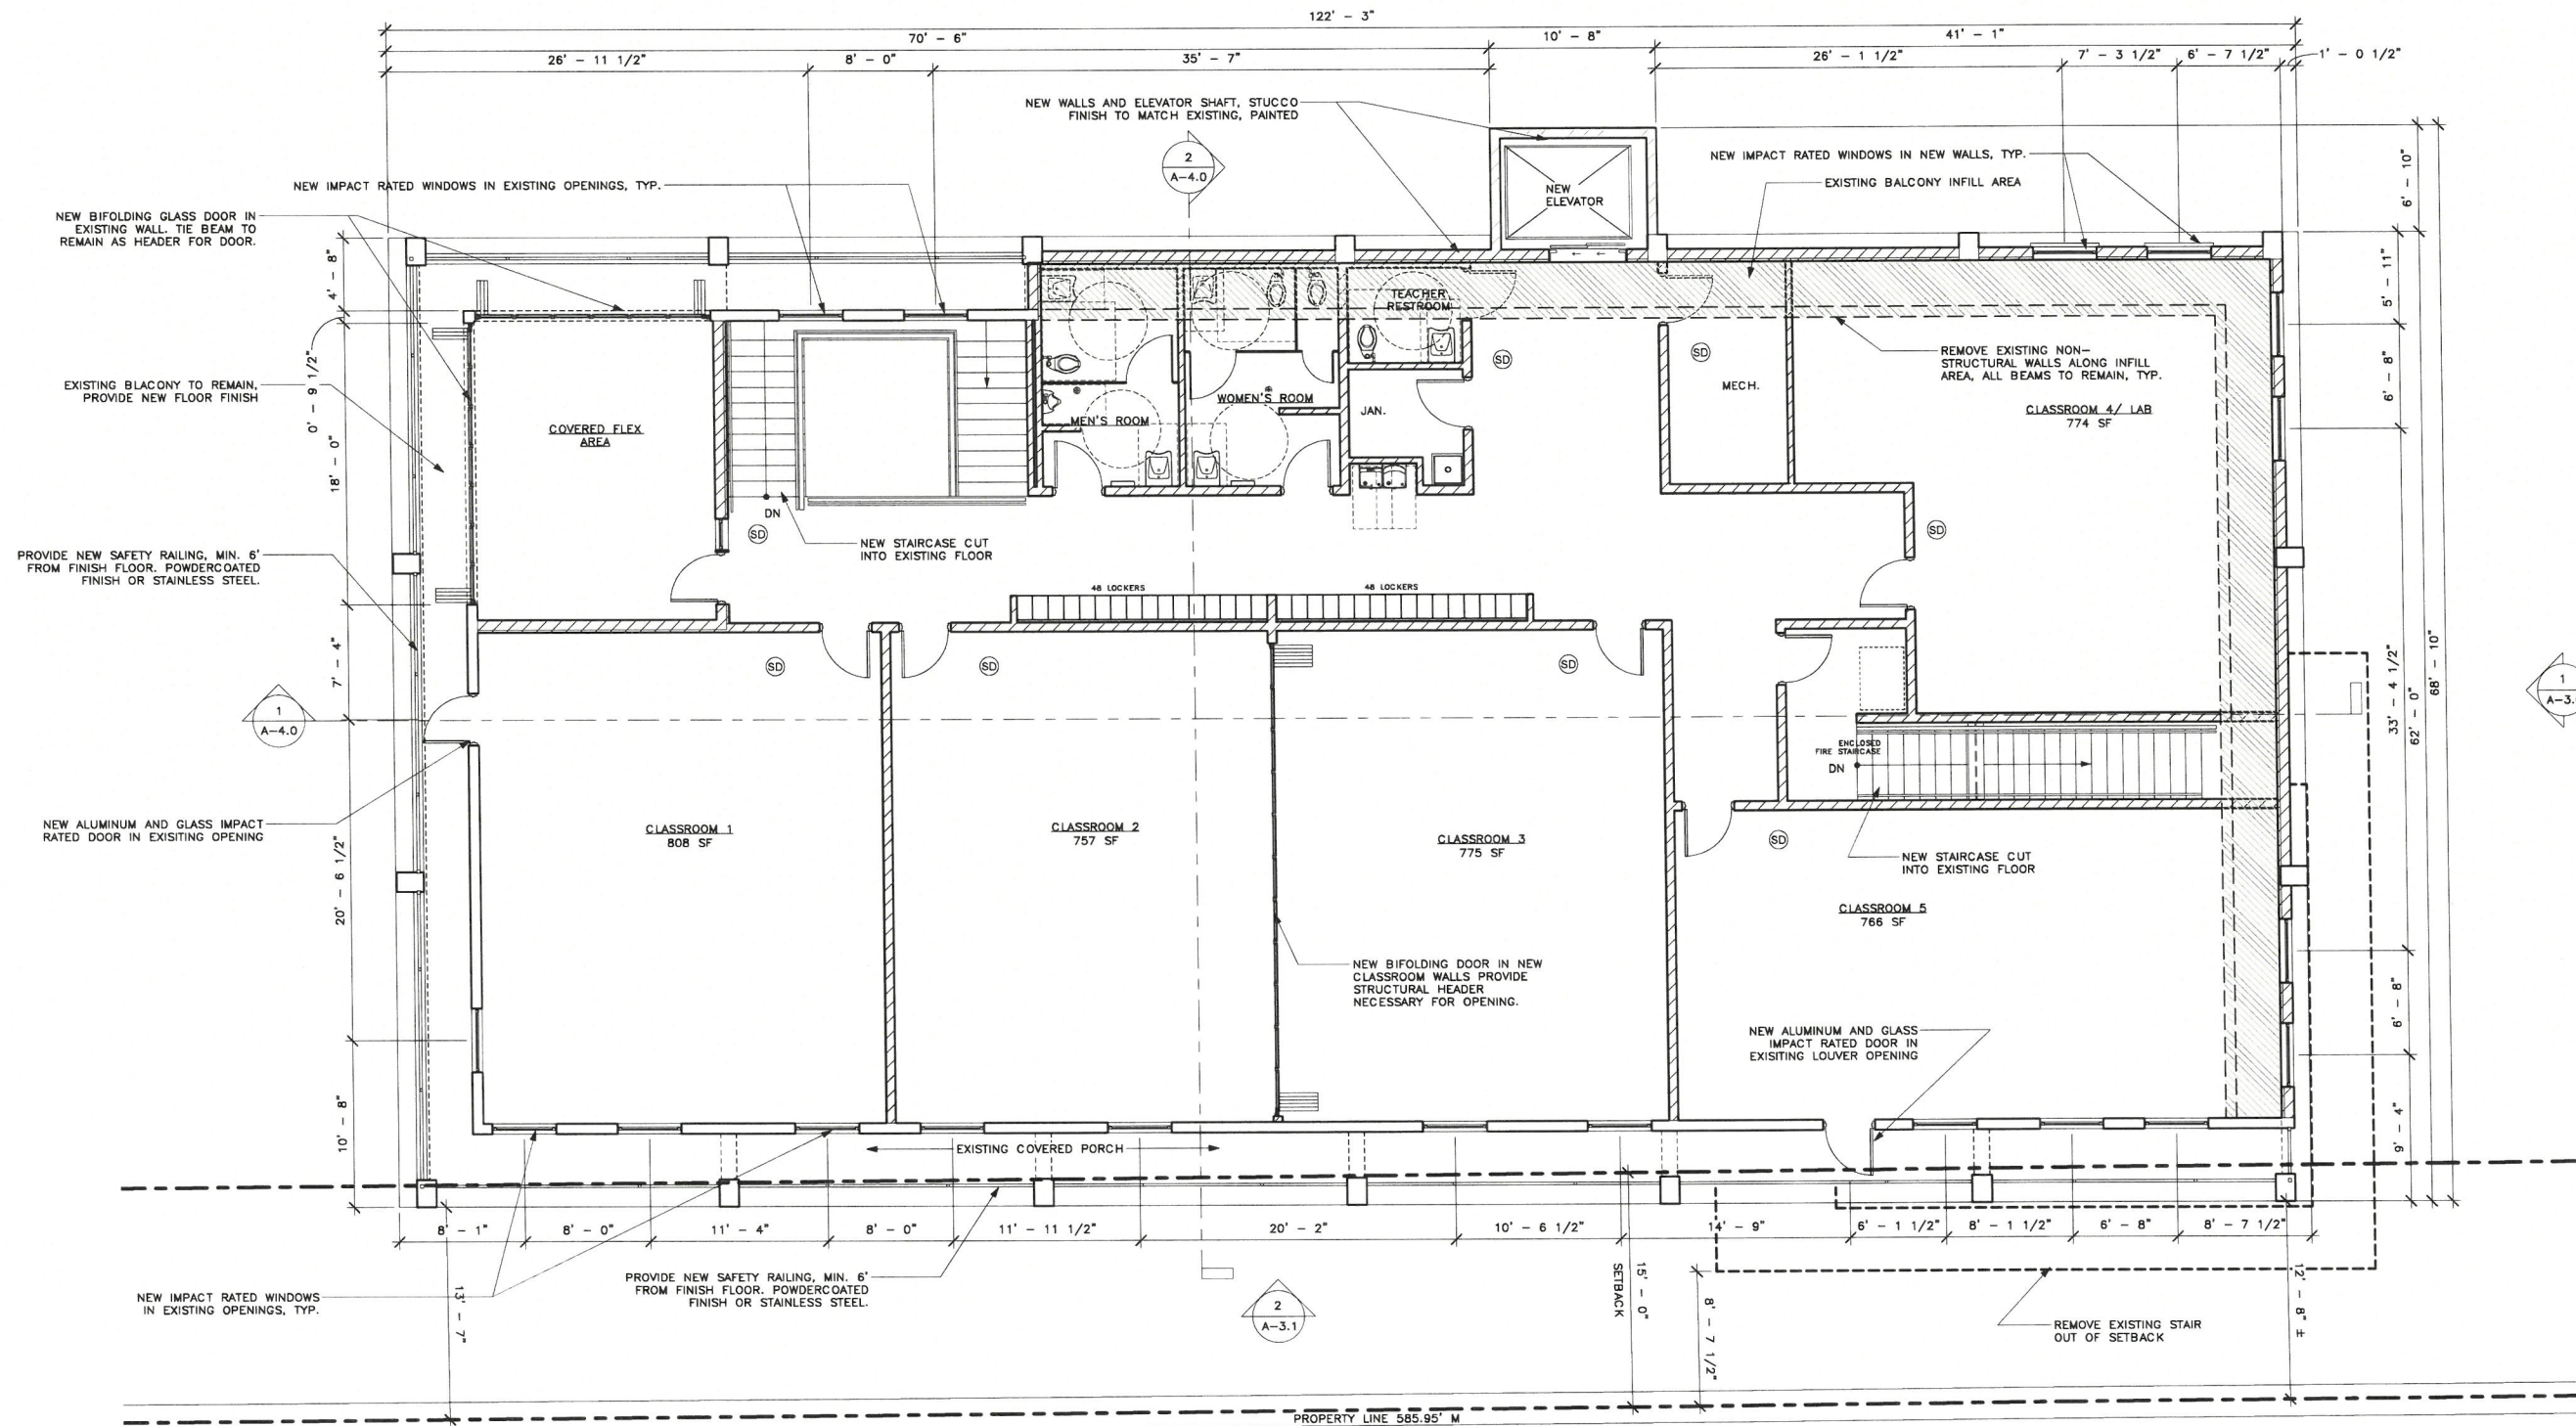 122' - 3"
70' - 6"
10' - 8"
41' - 1"
26' - 11 1/2"
8' - 0"
35' - 7"
26' - 1 1/2"
7' - 3 1/2"
6' - 7 1/2"
1' - 0 1/2"
NEW WALLS AND ELEVATOR SHAFT, STUCCO
FINISH TO MATCH EXISTING, PAINTED
2
A-4.0
NEW IMPACT RATED WINDOWS IN NEW WALLS, TYP.
EXISTING BALCONY INFILL AREA
NEW
ELEVATOR
NEW IMPACT RATED WINDOWS IN EXISTING OPENINGS, TYP.
NEW BIFOLDING GLASS DOOR IN
EXISTING WALL. TIE BEAM TO
REMAIN AS HEADER FOR DOOR.
6' - 10"
4' - 8"
5' - 11"
TEACHER
RESTROOM
REMOVE EXISTING NON-
STRUCTURAL WALLS ALONG INFILL
AREA, ALL BEAMS TO REMAIN, TYP.
EXISTING BLACONY TO REMAIN,
PROVIDE NEW FLOOR FINISH
0' - 9 1/2"
6' - 8"
SD
SD
MECH.
WOMEN'S ROOM
JAN.
MEN'S ROOM
CLASSROOM 4/ LAB
774 SF
COVERED FLEX
AREA
18' - 0"
DN
SD
SD
NEW STAIRCASE CUT
INTO EXISTING FLOOR
PROVIDE NEW SAFETY RAILING, MIN. 6'
FROM FINISH FLOOR. POWDERCOATED
FINISH OR STAINLESS STEEL.
48 LOCKERS
48 LOCKERS
7' - 4"
SD
SD
SD
33' - 4 1/2"
62' - 0"
68' - 10"
1
A-4.0
1
A-3.
ENCLOSED
FIRE STAIRCASE
DN
NEW ALUMINUM AND GLASS IMPACT
RATED DOOR IN EXISITING OPENING
CLASSROOM 1
808 SF
CLASSROOM 2
757 SF
CLASSROOM 3
775 SF
SD
NEW STAIRCASE CUT
INTO EXISTING FLOOR
20' - 6 1/2"
CLASSROOM 5
766 SF
NEW BIFOLDING DOOR IN NEW
CLASSROOM WALLS PROVIDE
STRUCTURAL HEADER
NECESSARY FOR OPENING.
6' - 8"
NEW ALUMINUM AND GLASS
IMPACT RATED DOOR IN
EXISITING LOUVER OPENING
10' - 8"
9' - 4"
EXISTING COVERED PORCH
8' - 1"
8' - 0"
11' - 4"
8' - 0"
11' - 11 1/2"
20' - 2"
10' - 6 1/2"
14' - 9"
6' - 1 1/2"
8' - 1 1/2"
6' - 8"
8' - 7 1/2"
PROVIDE NEW SAFETY RAILING, MIN. 6'
FROM FINISH FLOOR. POWDERCOATED
FINISH OR STAINLESS STEEL.
NEW IMPACT RATED WINDOWS
IN EXISTING OPENINGS, TYP.
13' - 7"
2
A-3.1
15' - 0"
SETBACK
8' - 7 1/2"
12' - 8" ±
REMOVE EXISTING STAIR
OUT OF SETBACK
PROPERTY LINE 585.95' M